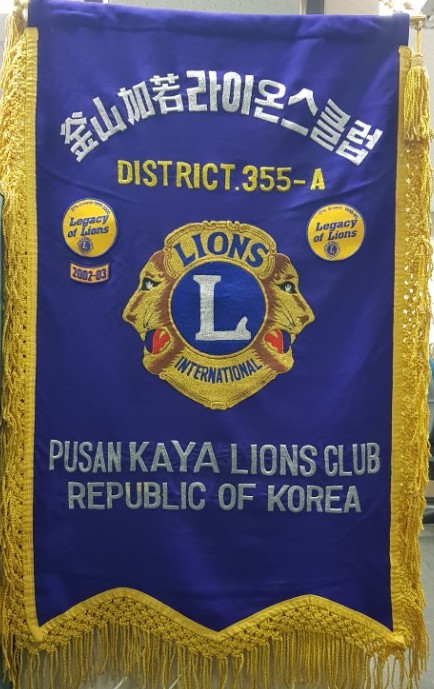 釜山加若라이온스클럽
DISTRICT.355-A
Legacy
of Lions
2002-03
Legacy
of Lions
LIONS
L
INTERNATIONAL
PUSAN KAYA LIONS CLUB
REPUBLIC OF KOREA